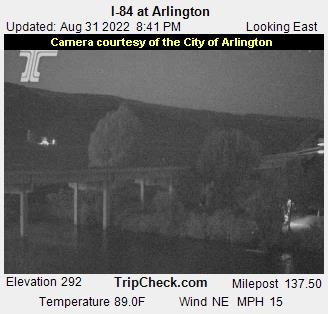 I-84 at Arlington
Updated: Aug 31 2022 8:41 PM Looking East
Camera courtesy of the City of Arlington
Elevation 292 TripCheck.com Milepost 137.50
Temperature 89.0F Wind NE MPH 15